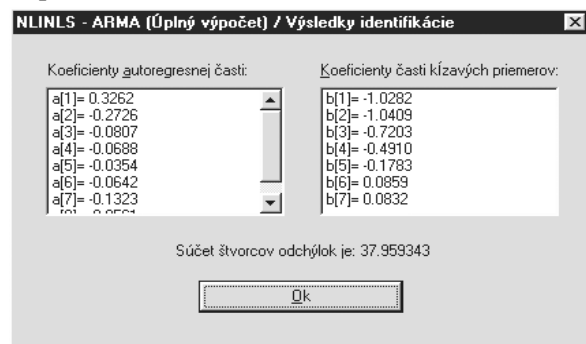 NLINLS - ARMA (Úplný výpočet) / Výsledky identifikácie
Koeficienty autoregresnej časti:
a[1]= 0.3262
a[2]= -0.2726
a[3]= -0.0807
a[4]= -0.0688
a[5]= -0.0354
a[6]= -0.0642
a[7]= -0.1323
Koeficienty časti kĺzavých priemerov:
b[1]= -1.0282
b[2]= -1.0409
b[3]= -0.7203
b[4]= -0.4910
b[5]= -0.1783
b[6]= 0.0859
b[7]= 0.0832
Súčet štvorcov odchýlok je: 37.959343
Ok